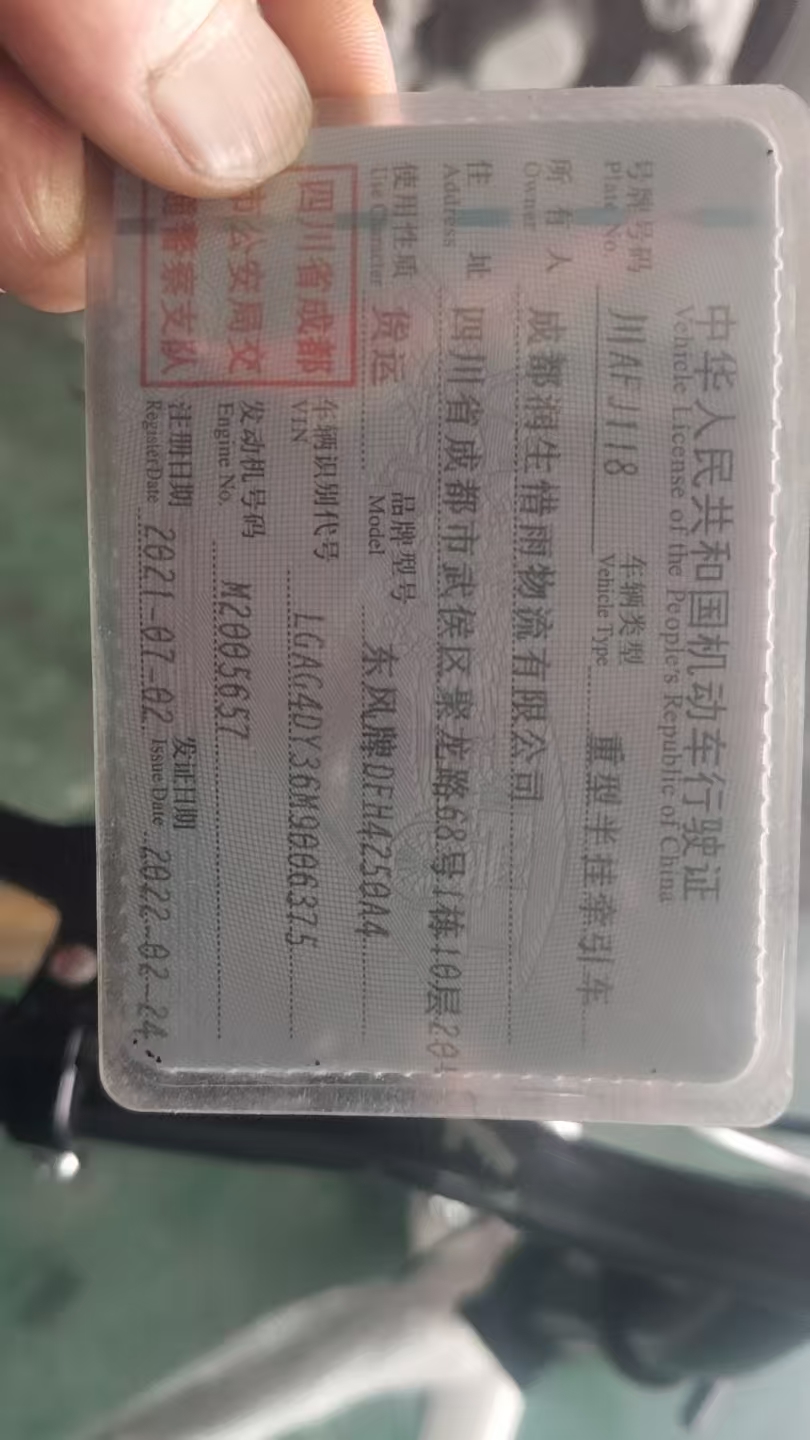 中华人民共和国机动车行驶证
Vehicle License of the People's Republic of China
号牌号码 川AFJ118 车辆类型 重型半挂牵引车
Plate No. Vehicle Type
所有人 成都润生惜雨物流有限公司
Owner
住址 四川省成都市武侯区聚龙路68号1栋10层201
Address
使用性质 货运 品牌型号 东风牌DFH4250A4
Use Character Model
四川省成都
市公安局交
通警察支队
车辆识别代号 LGAG4DY36M9006375
VIN
发动机号码 M2005657
Engine No.
注册日期 2021-07-02 发证日期 2022-02-24
Register Date Issue Date